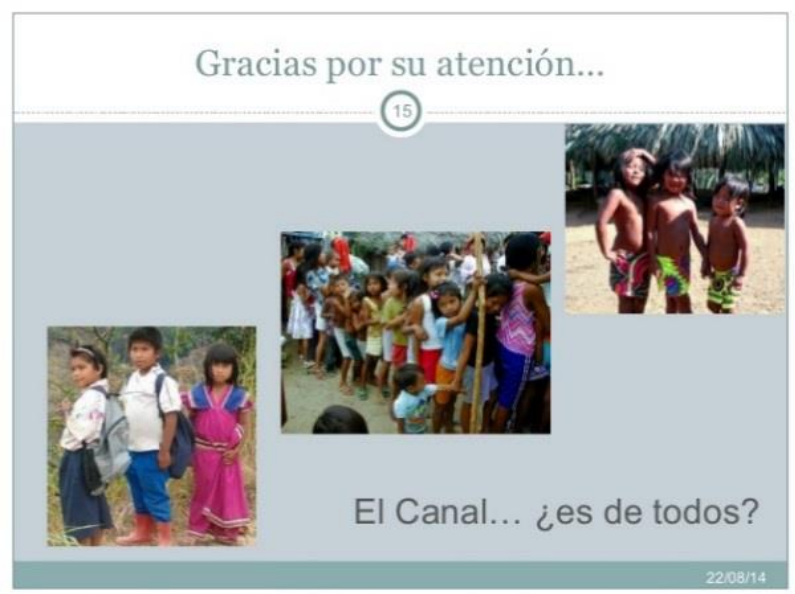 Gracias por su atención...
15
El Canal... ¿es de todos?
22/08/14